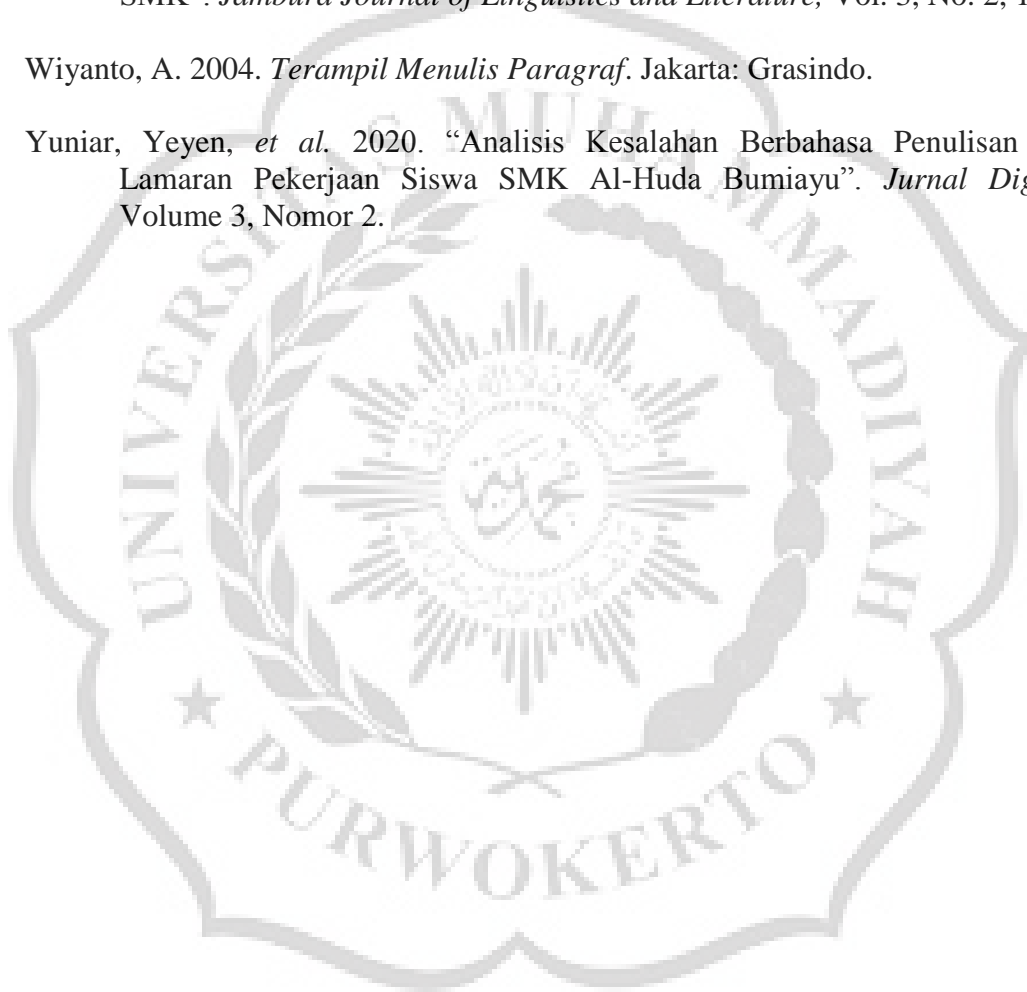 SMK". Jambura Journal of Linguistics and Literature, Vol. 3, No. 2,
Wiyanto, A. 2004. Terampil Menulis Paragraf. Jakarta: Grasindo.
Yuniar, Yeyen, et al. 2020. “Analisis Kesalahan Berbahasa Penulisan
Lamaran Pekerjaan Siswa SMK Al-Huda Bumiayu”. Jurnal
Volume 3, Nomor 2.
UNIVERSITAS MUHAMMADIYAH
★ PURWOKERTO ★
محمد